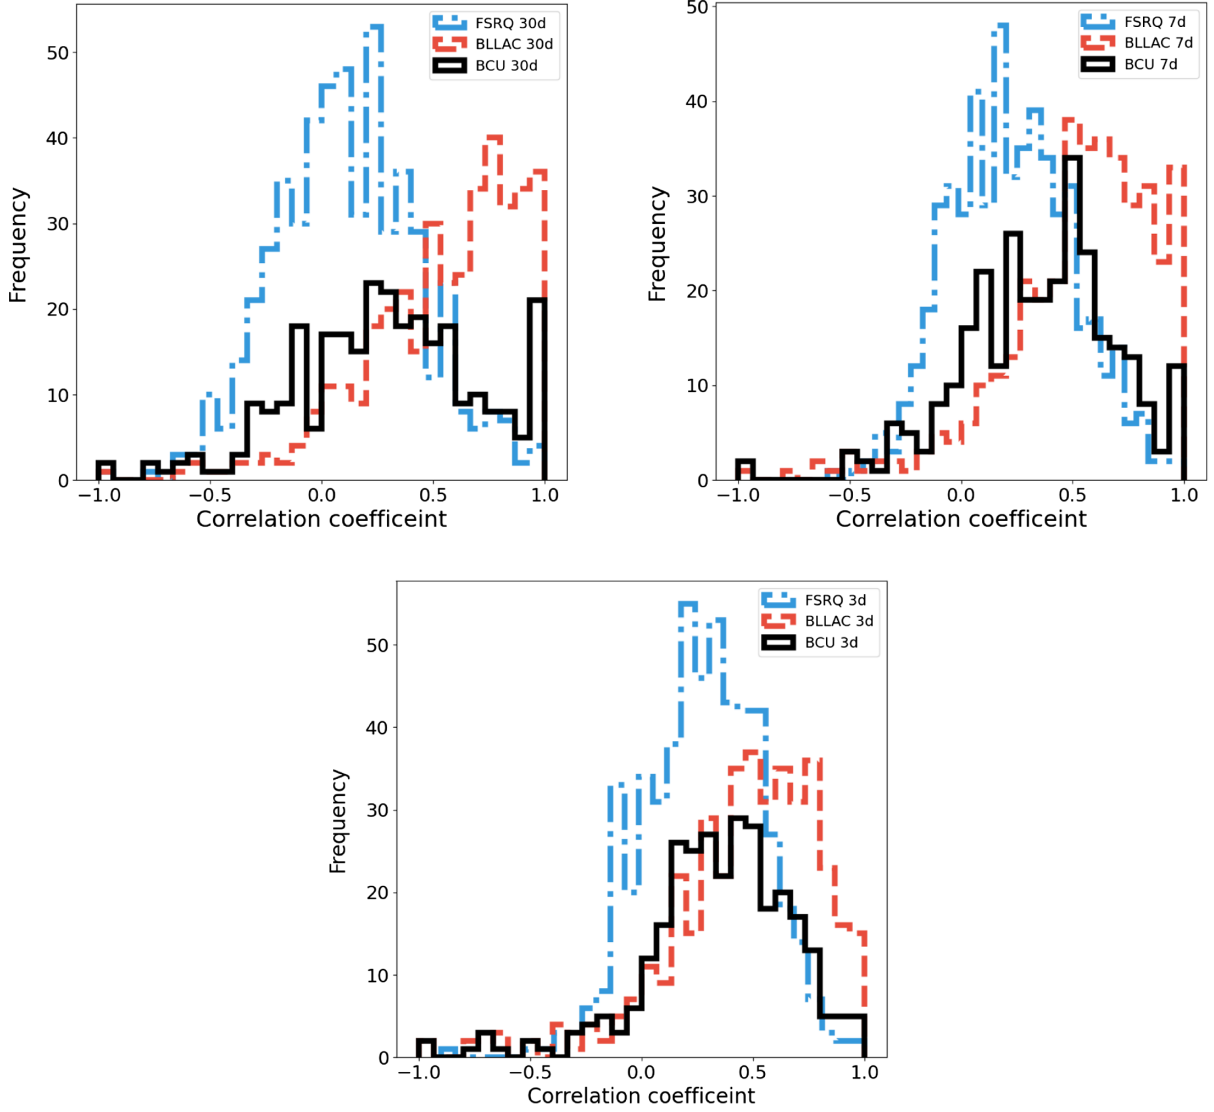 FSRQ 30d
BLLAC 30d
BCU 30d
50
40
30
20
10
0
Frequency
−1.0 −0.5 0.0 0.5 1.0
Correlation coefficeint
FSRQ 7d
BLLAC 7d
BCU 7d
50
40
30
20
10
0
Frequency
−1.0 −0.5 0.0 0.5 1.0
Correlation coefficeint
FSRQ 3d
BLLAC 3d
BCU 3d
50
40
30
20
10
0
Frequency
−1.0 −0.5 0.0 0.5 1.0
Correlation coefficeint